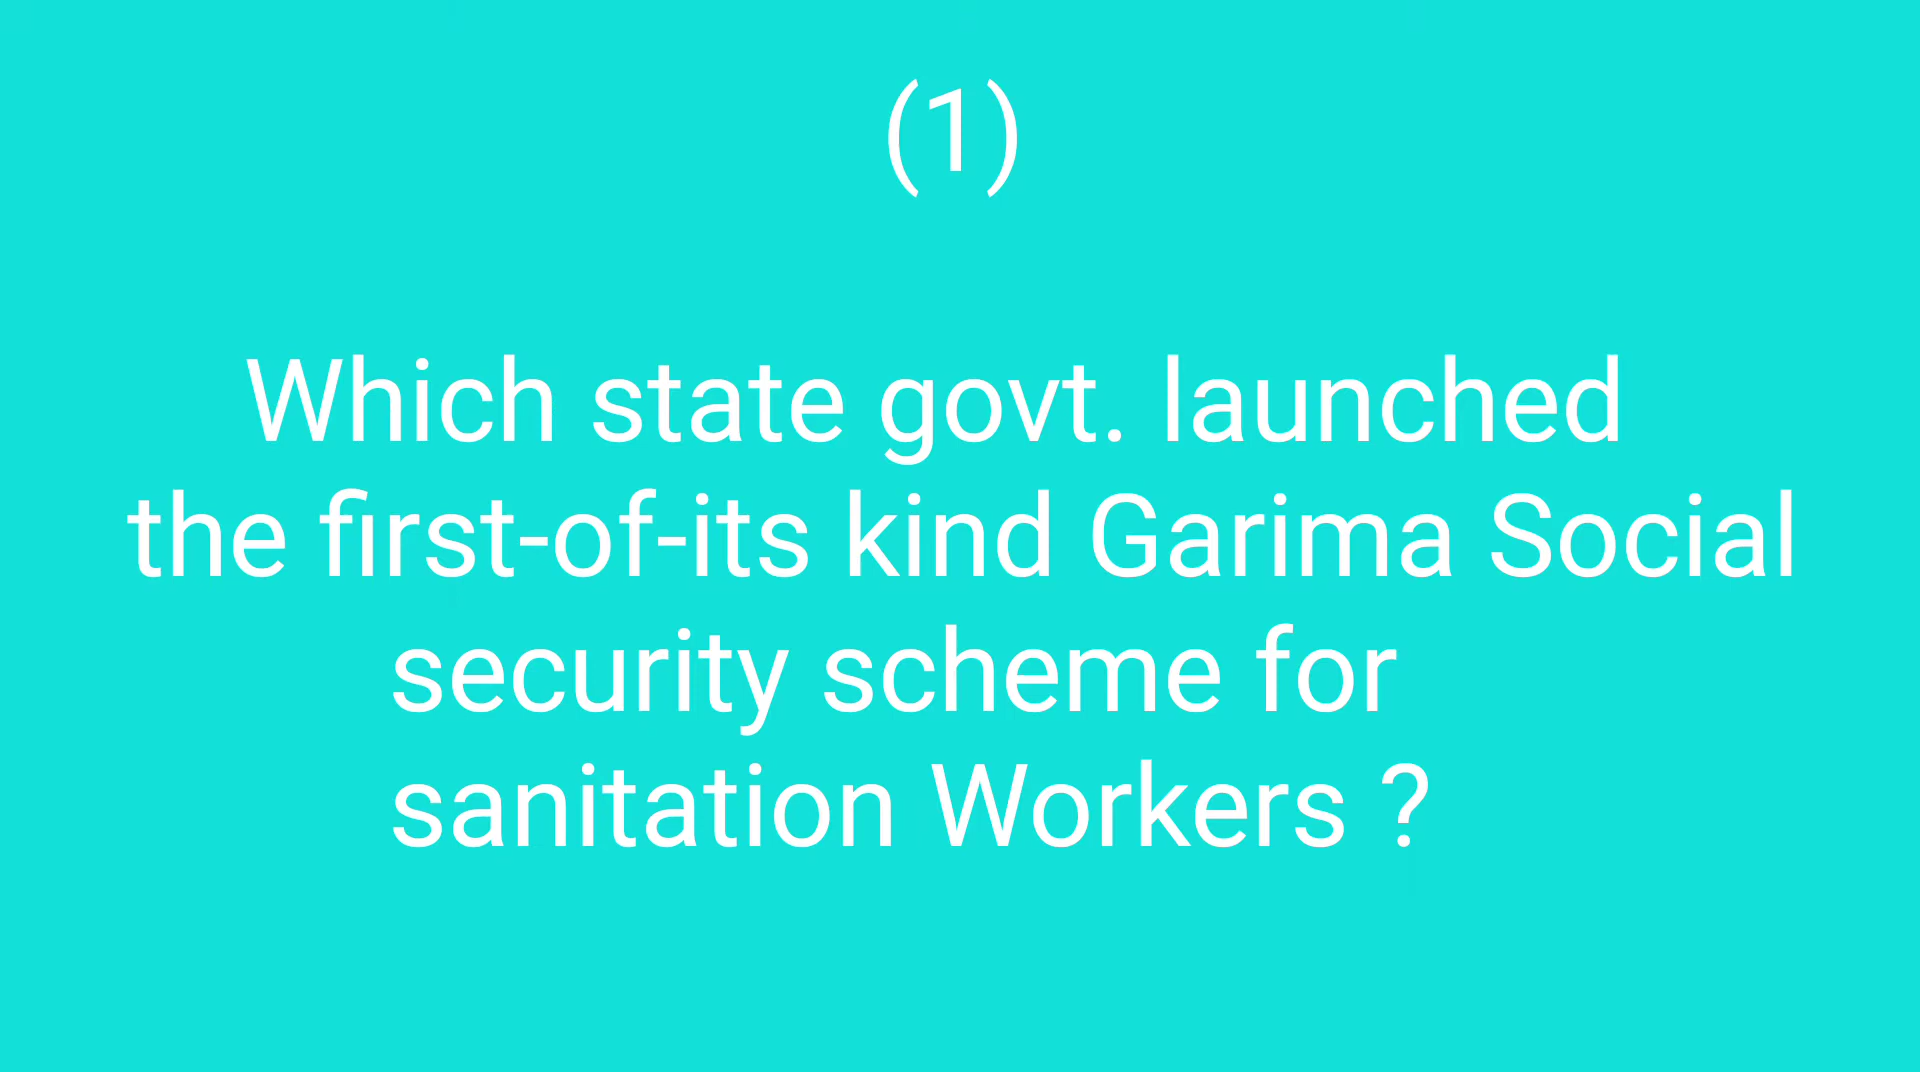 (1)
Which state govt. launched
the first-of-its kind Garima Social
security scheme for
sanitation Workers ?